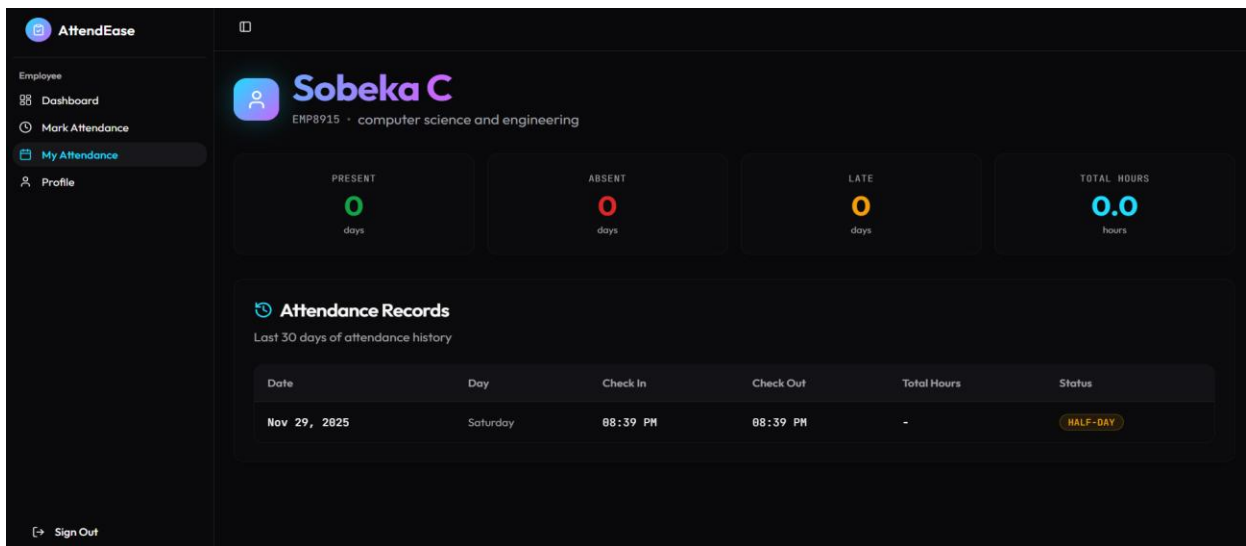 AttendEase
Employee
Dashboard
Mark Attendance
My Attendance
Profile
Sign Out
Sobeka C
EMP8915 · computer science and engineering
PRESENT
0
days
ABSENT
0
days
LATE
0
days
TOTAL HOURS
0.0
hours
Attendance Records
Last 30 days of attendance history
Date Day Check In Check Out Total Hours Status
Nov 29, 2025 Saturday 08:39 PM 08:39 PM - HALF-DAY